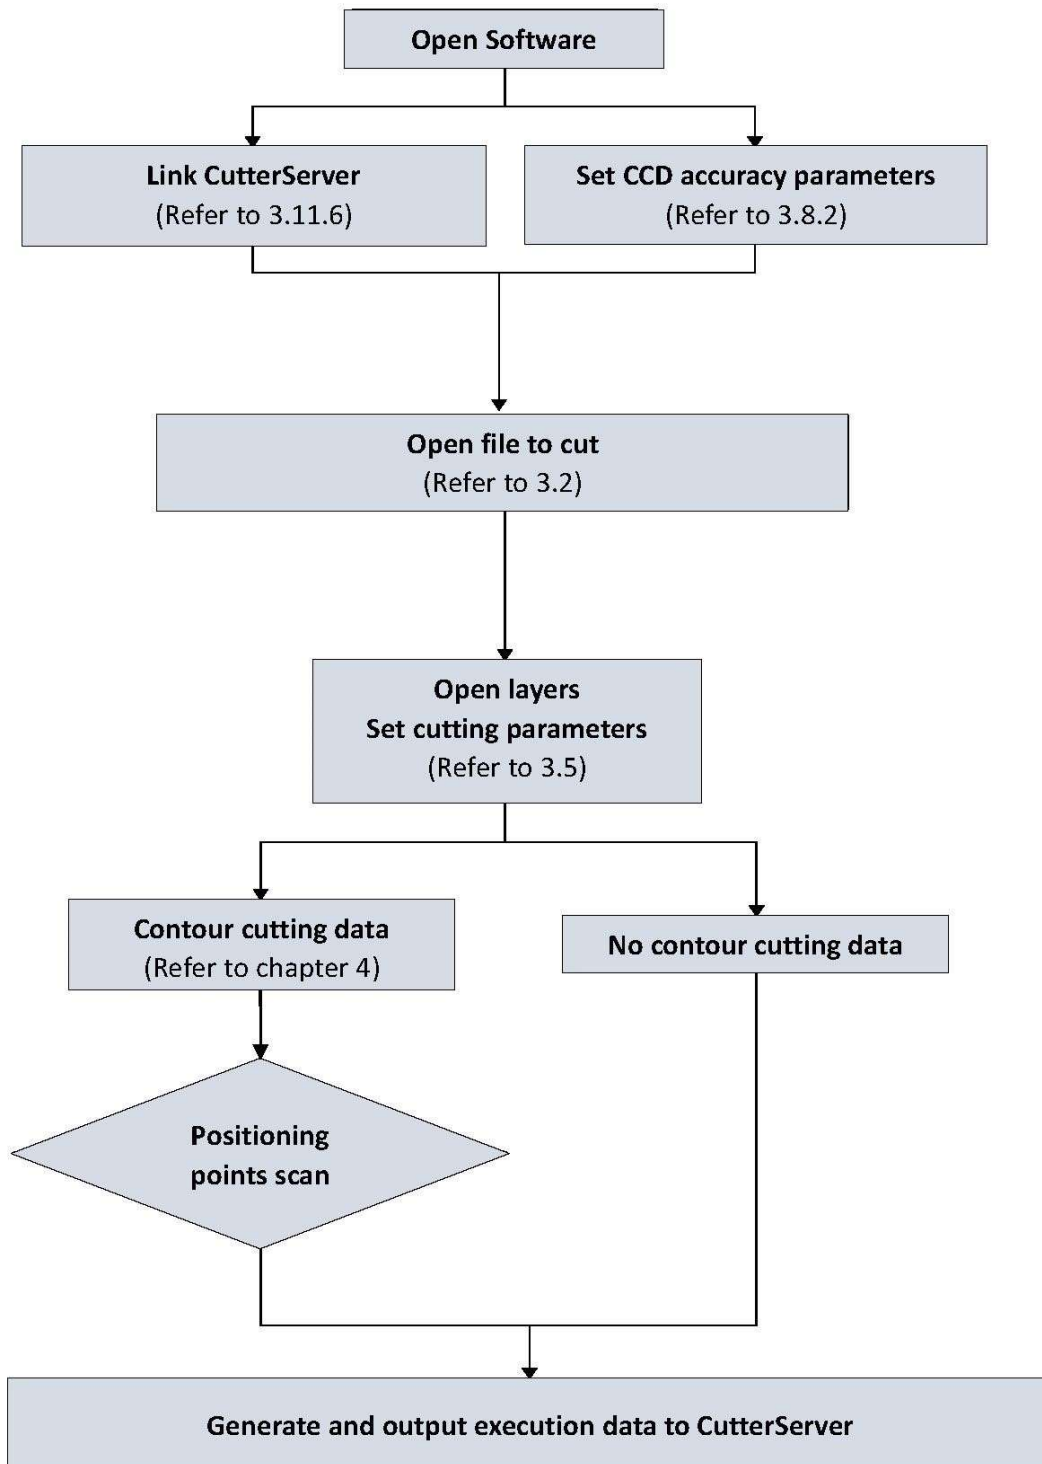 Open Software
Link CutterServer
(Refer to 3.11.6)
Set CCD accuracy parameters
(Refer to 3.8.2)
Open file to cut
(Refer to 3.2)
Open layers
Set cutting parameters
(Refer to 3.5)
Contour cutting data
(Refer to chapter 4)
No contour cutting data
Positioning
points scan
Generate and output execution data to CutterServer